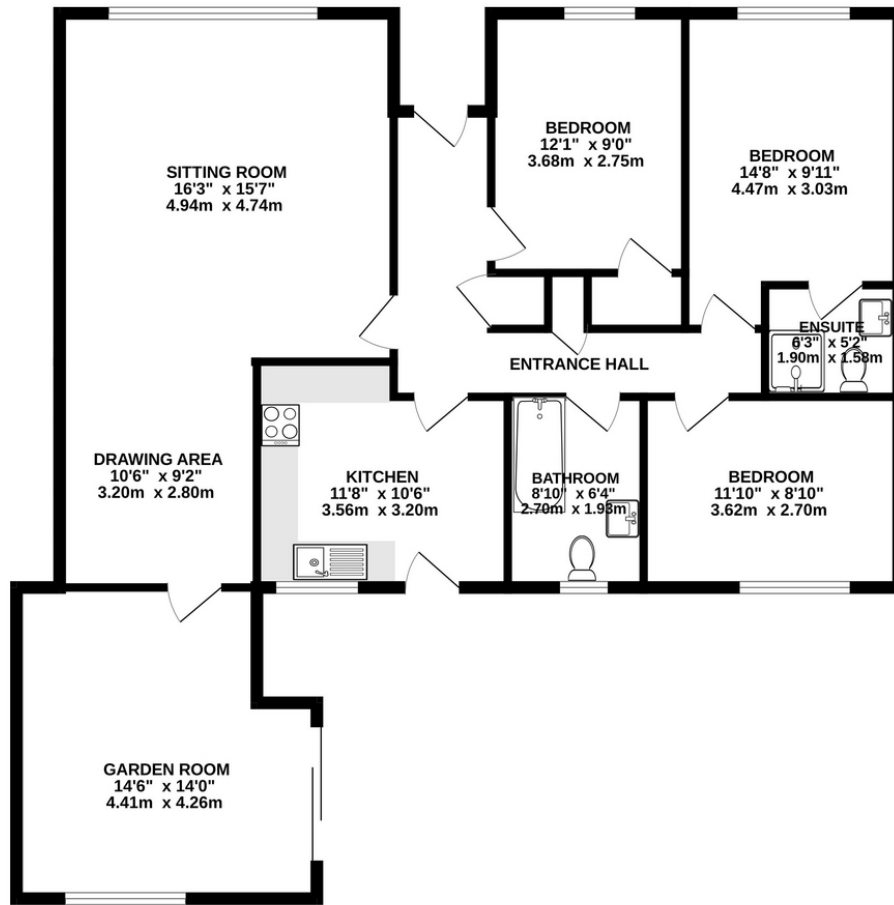 SITTING ROOM
16'3" x 15'7"
4.94m x 4.74m
BEDROOM
12'1" x 9'0"
3.68m x 2.75m
BEDROOM
14'8" x 9'11"
4.47m x 3.03m
ENSUITE
6'3" x 5'2"
1.90m x 1.58m
ENTRANCE HALL
DRAWING AREA
10'6" x 9'2"
3.20m x 2.80m
KITCHEN
11'8" x 10'6"
3.56m x 3.20m
BATHROOM
8'10" x 6'4"
2.70m x 1.93m
BEDROOM
11'10" x 8'10"
3.62m x 2.70m
GARDEN ROOM
14'6" x 14'0"
4.41m x 4.26m